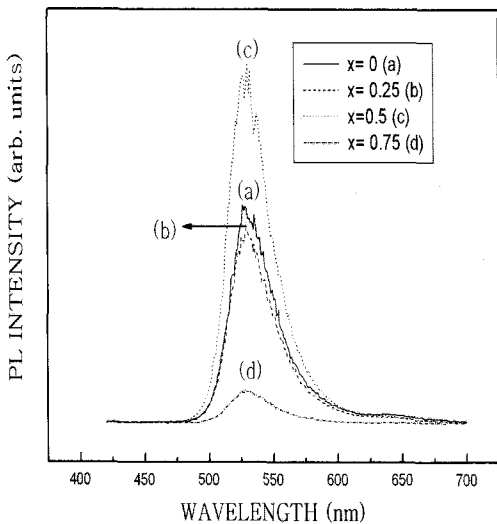 (c)
χ= 0 (a)
χ= 0.25 (b)
χ=0.5 (c)
χ= 0.75 (d)
(a)
(b)
(d)
PL INTENSITY (arb. units)
400 450 500 550 600 650 700
WAVELENGTH (nm)